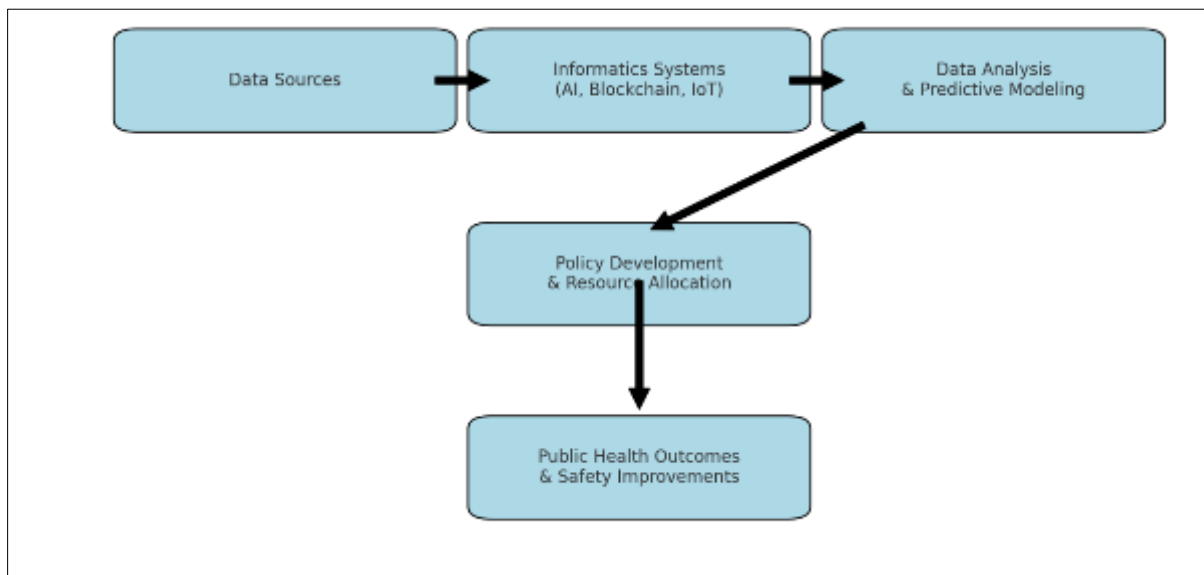 Data Sources
Informatics Systems
(AI, Blockchain, IoT)
Data Analysis
& Predictive Modeling
Policy Development
& Resource Allocation
Public Health Outcomes
& Safety Improvements